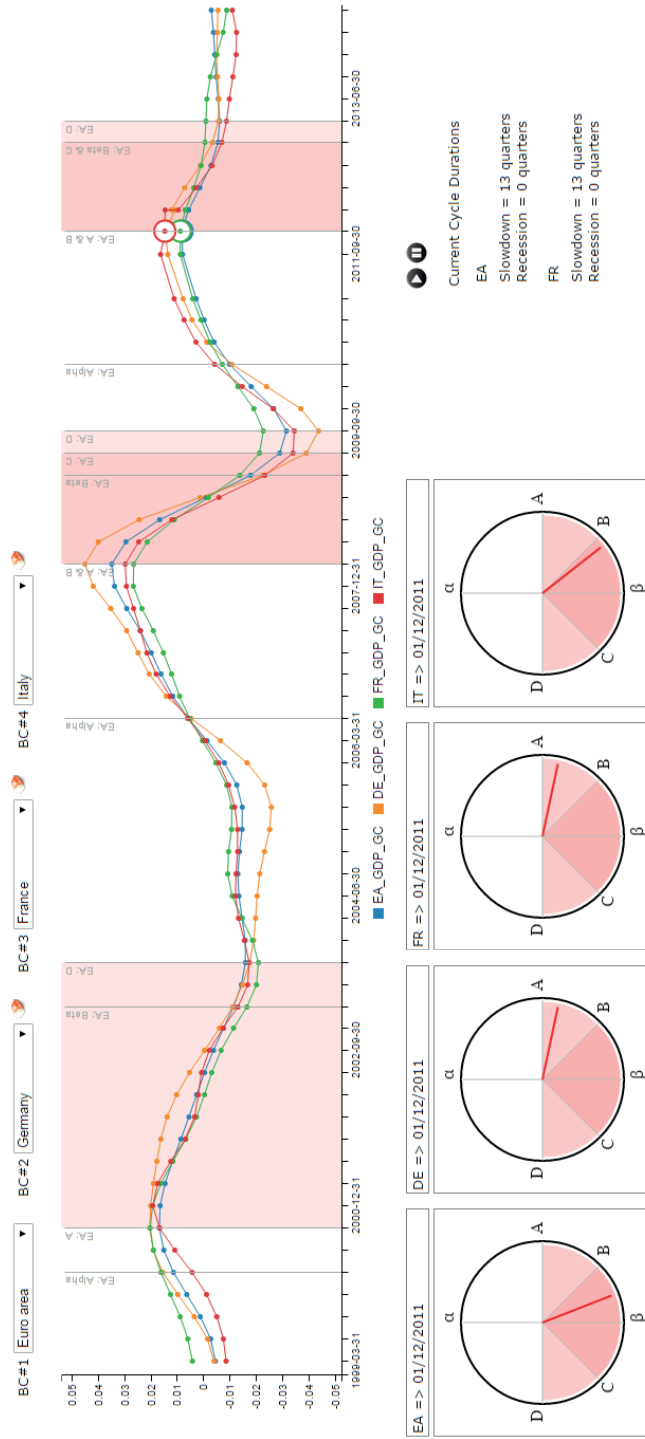 BC#1 Euro area BC#2 Germany BC#3 France BC#4 Italy
0.05
0.04
0.03
0.02
0.01
0
-0.01
-0.02
-0.03
-0.04
-0.05
EA: Alpha
EA: A
EA: Beta
EA: D
EA: Alpha
EA: A & B
EA: Beta
EA: C
EA: D
EA: Alpha
EA: A & B
EA: Beta & C
EA: D
1999-03-31 2000-12-31 2002-09-30 2004-06-30 2006-03-31 2007-12-31 2009-09-30 2011-09-30 2013-06-30
EA_GDP_GC DE_GDP_GC FR_GDP_GC IT_GDP_GC
EA => 01/12/2011
α
A
B
β
C
D
DE => 01/12/2011
α
A
B
β
C
D
FR => 01/12/2011
α
A
B
β
C
D
IT => 01/12/2011
α
A
B
β
C
D
Current Cycle Durations
EA
Slowdown = 13 quarters
Recession = 0 quarters
FR
Slowdown = 13 quarters
Recession = 0 quarters